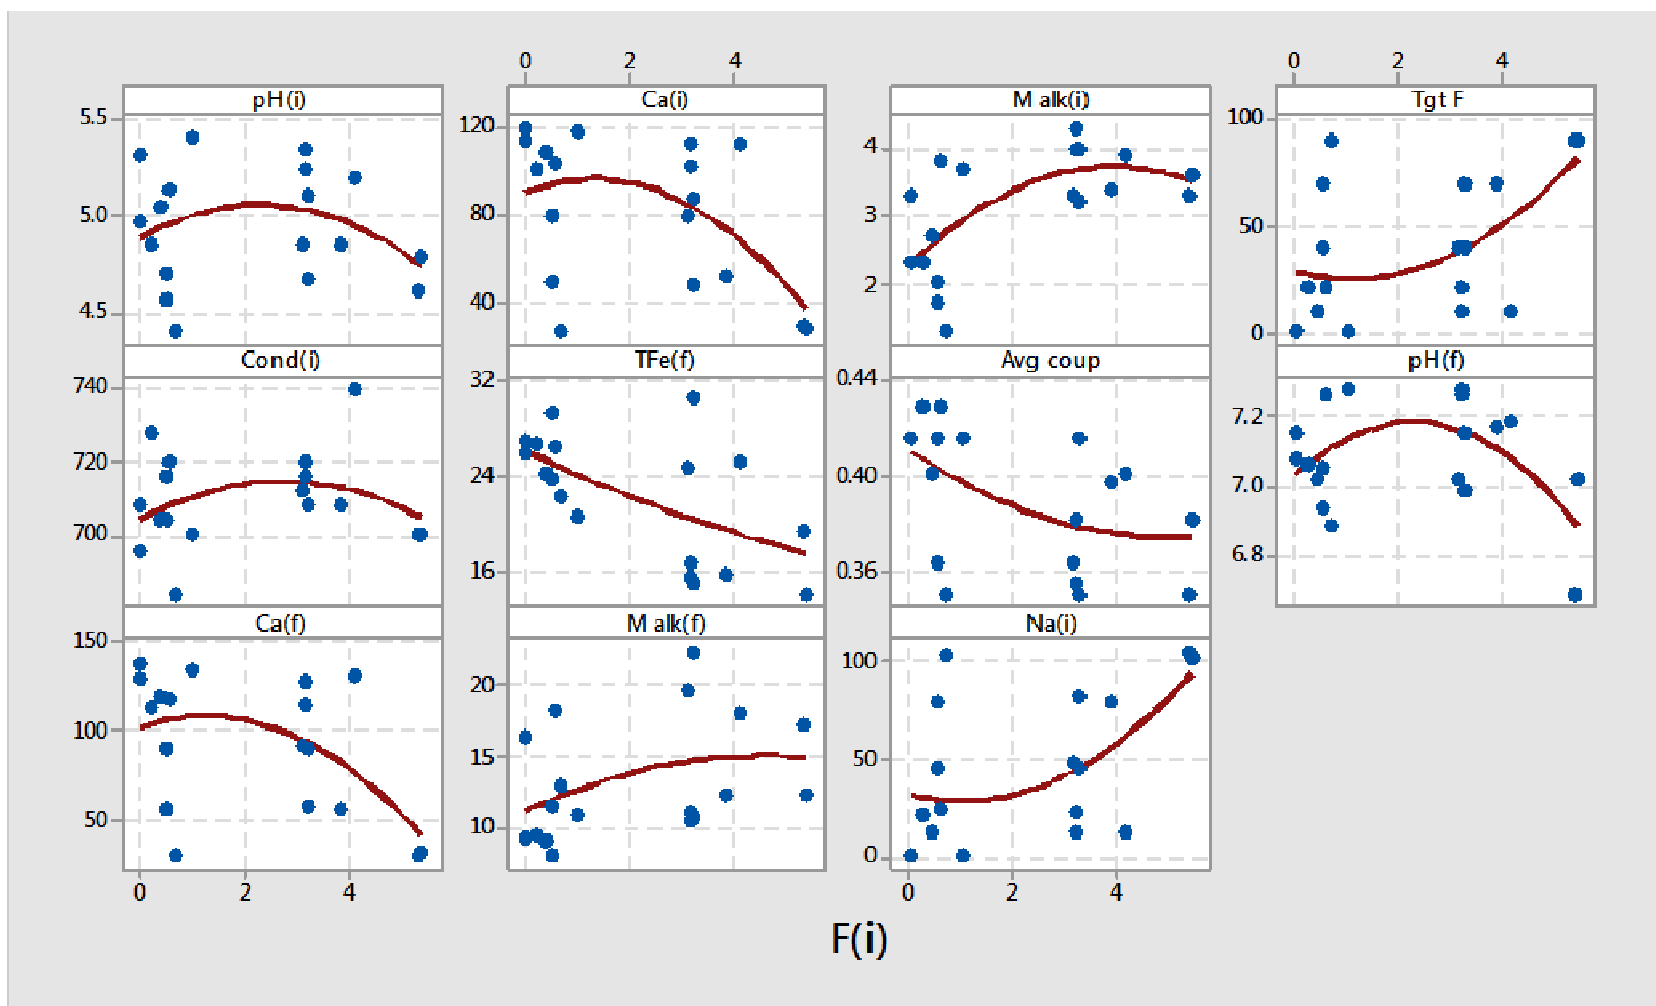 0 2 4 0 2 4
pH(i) Ca(i) M alk(i) Tgt F
5.5 120 4 100
5.0 80 3 50
4.5 40 2 0
Cond(i) TFe(f) Avg coup pH(f)
740 32 0.44 7.2
720 24 0.40 7.0
700 16 0.36 6.8
Ca(f) M alk(f) Na(i)
150 20 100
100 15 50
50 10 0
0 2 4 0 2 4
F(i)